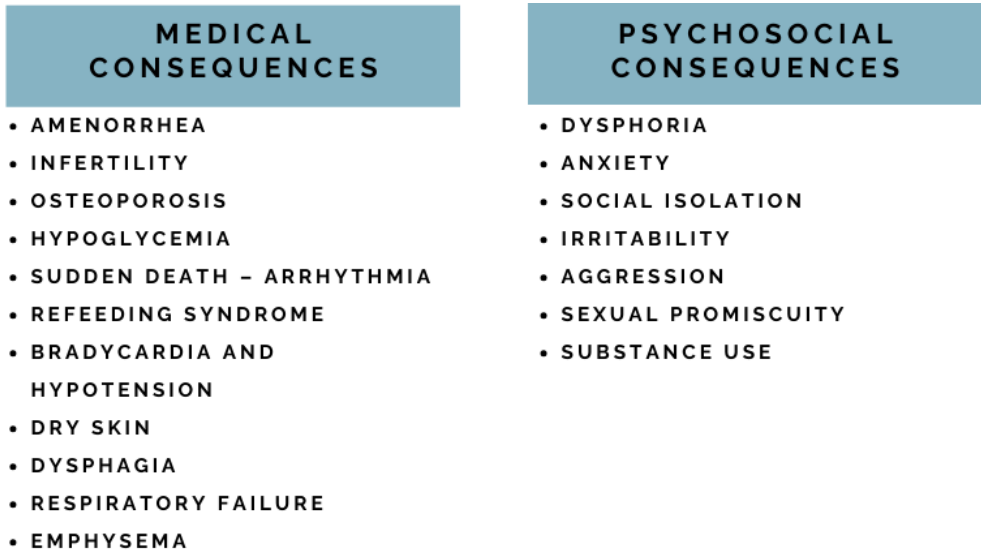 MEDICAL
CONSEQUENCES
• AMENORRHEA
• INFERTILITY
• OSTEOPOROSIS
• HYPOGLYCEMIA
• SUDDEN DEATH – ARRHYTHMIA
• REFEEDING SYNDROME
• BRADYCARDIA AND
HYPOTENSION
• DRY SKIN
• DYSPHAGIA
• RESPIRATORY FAILURE
• EMPHYSEMA
PSYCHOSOCIAL
CONSEQUENCES
• DYSPHORIA
• ANXIETY
• SOCIAL ISOLATION
• IRRITABILITY
• AGGRESSION
• SEXUAL PROMISCUITY
• SUBSTANCE USE